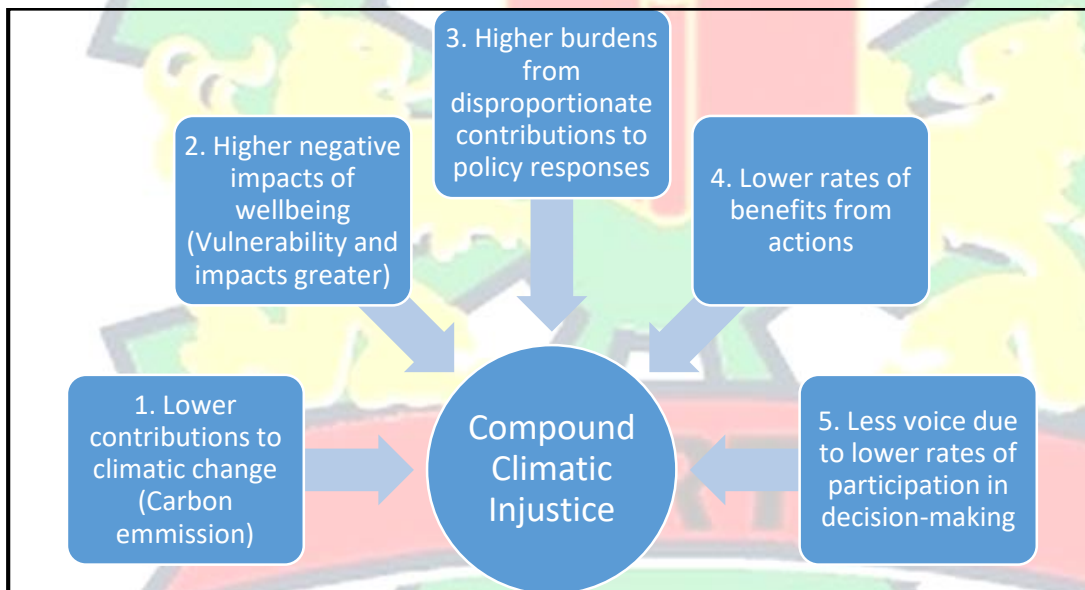 3. Higher burdens
from
disproportionate
contributions to
policy responses
2. Higher negative
impacts of
wellbeing
(Vulnerability and
impacts greater)
4. Lower rates of
benefits from
actions
1. Lower
contributions to
climatic change
(Carbon
emmission)
Compound
Climatic
Injustice
5. Less voice due
to lower rates of
participation in
decision-making